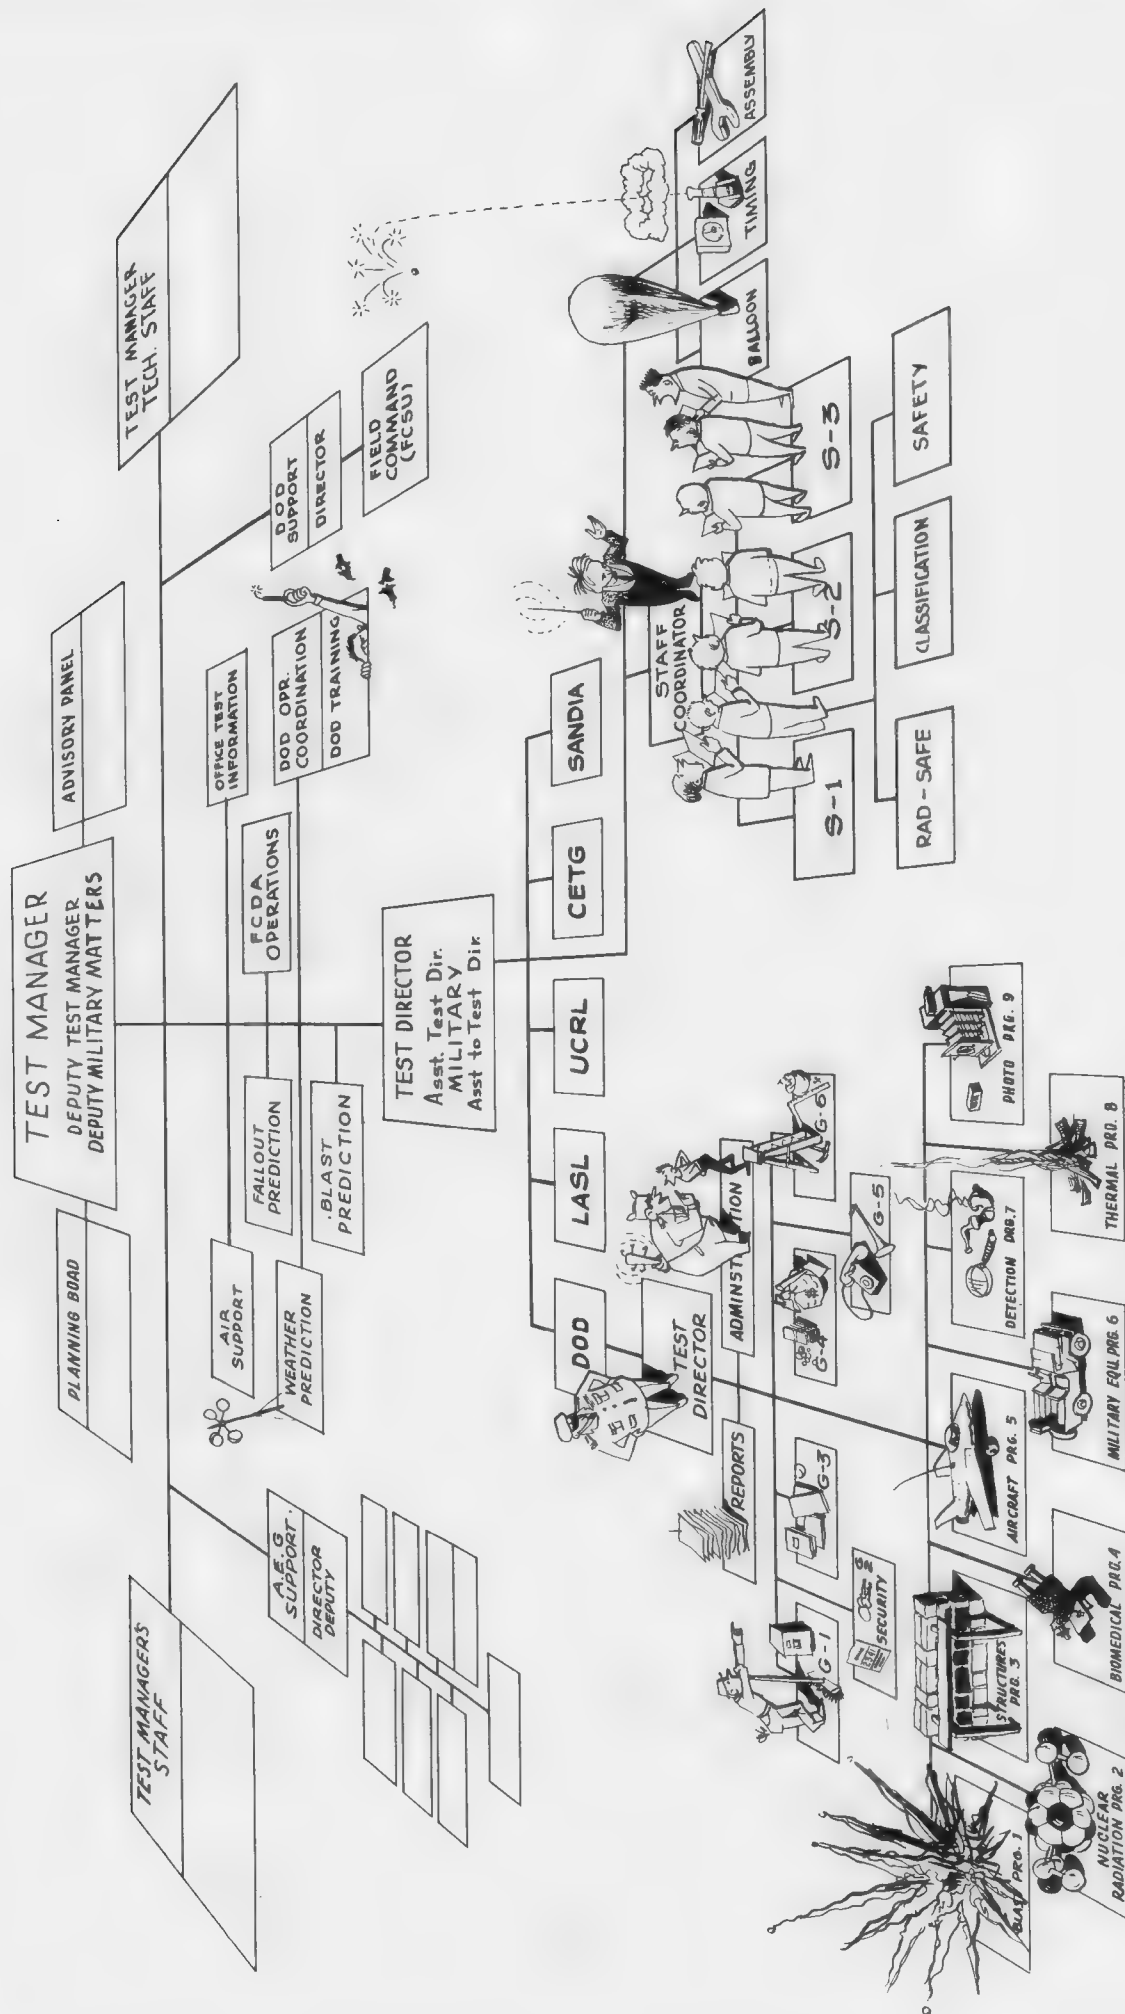 TEST MANAGER
DEPUTY TEST MANAGER
DEPUTY MILITARY MATTERS
PLANNING BOAD
ADVISORY PANEL
TEST MANAGERS
STAFF
TEST MANAGER
TECH. STAFF
A.E.G
SUPPORT.
DIRECTOR
DEPUTY
AIR
SUPPORT
OFFICE TEST
INFORMATION
FALLOUT
PREDICTION
FCDA
OPERATIONS
WEATHER
PREDICTION
DOD OPR.
COORDINATION
DOD TRAINING
.BLAST
PREDICTION
DOD
SUPPORT
DIRECTOR
FIELD
COMMAND
(FCSU)
TEST DIRECTOR
Asst. Test Dir.
MILITARY
Asst to Test Dir.
DOD
LASL
UCRL
CETG
SANDIA
TEST
DIRECTOR
REPORTS
STAFF
COORDINATOR
G-1
2
SECURITY
G-3
G-4
G-5
G-6
S-1
S-2
S-3
BALLOON
TIMING
ASSEMBLY
RAD-SAFE
CLASSIFICATION
SAFETY
PRG. 1
NUCLEAR
RADIATION PRG. 2
STRUCTURES
PRG. 3
BIOMEDICAL PRG. 4
AIRCRAFT PRG. 5
MILITARY EQU. PRG. 6
DETECTION PRG. 7
THERMAL PRG. 8
PHOTO PRG. 9